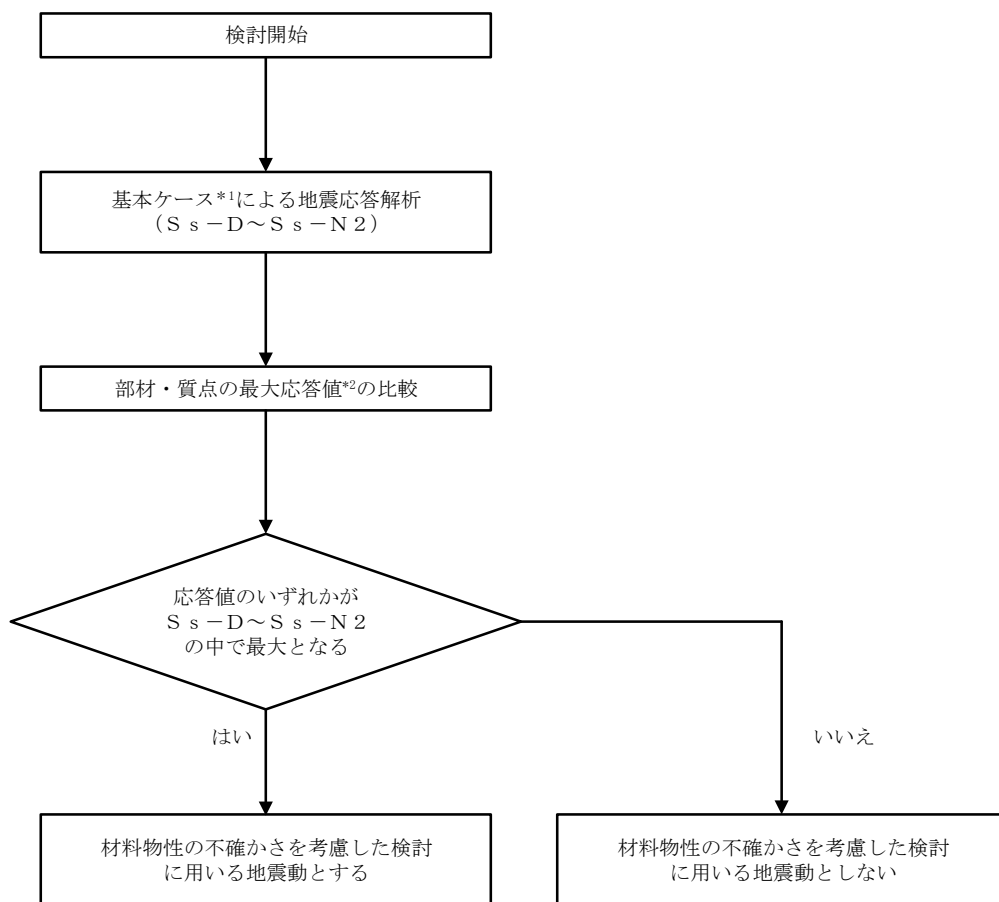 検討開始
基本ケース*1による地震応答解析
（Ｓｓ－Ｄ～Ｓｓ－Ｎ２）
部材・質点の最大応答値*2の比較
応答値のいずれかが
Ｓｓ－Ｄ～Ｓｓ－Ｎ２
の中で最大となる
はい
いいえ
材料物性の不確かさを考慮した検討
に用いる地震動とする
材料物性の不確かさを考慮した検討
に用いる地震動としない